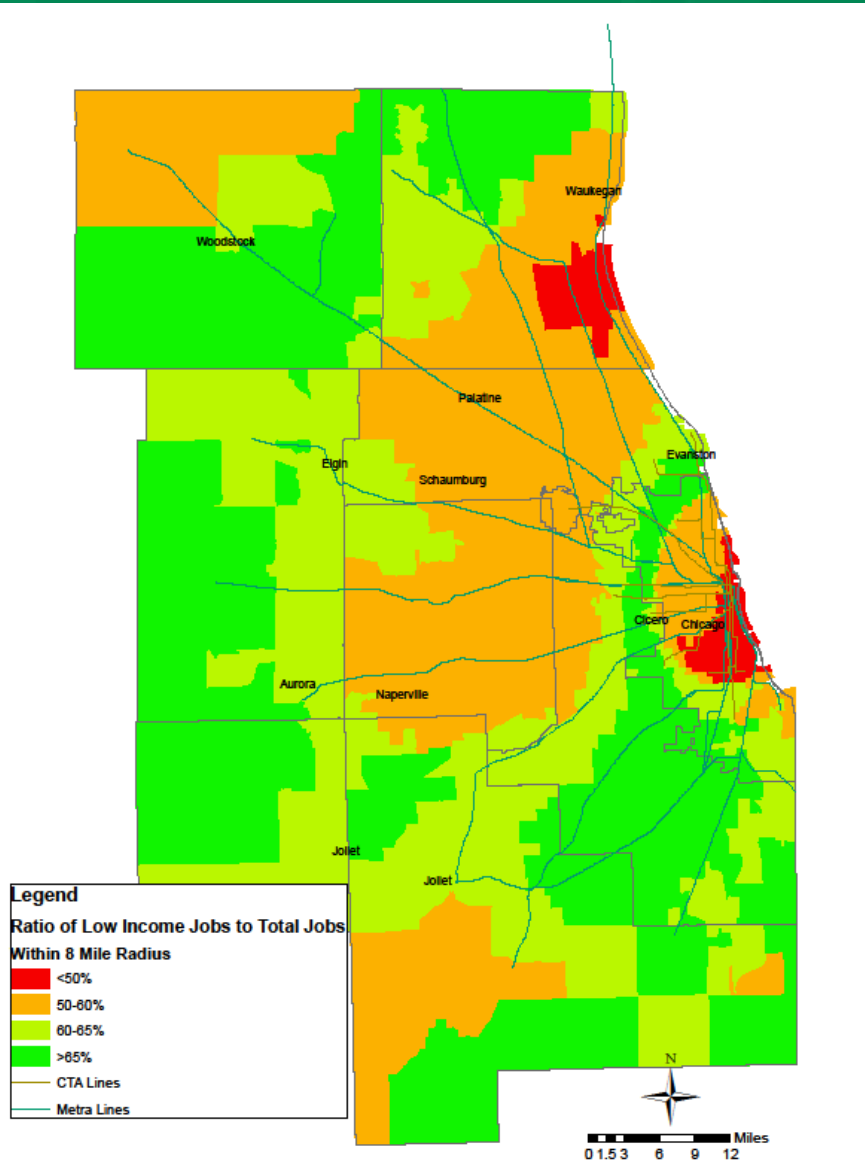 Waukegan
Woodstock
Palatine
Evanston
Elgin
Schaumburg
Cicero
Chicago
Aurora
Naperville
Joliet
Joliet
Legend
Ratio of Low Income Jobs to Total Jobs
Within 8 Mile Radius
<50%
50-60%
60-65%
>65%
CTA Lines
Metra Lines
N
Miles
0 1.5 3 6 9 12